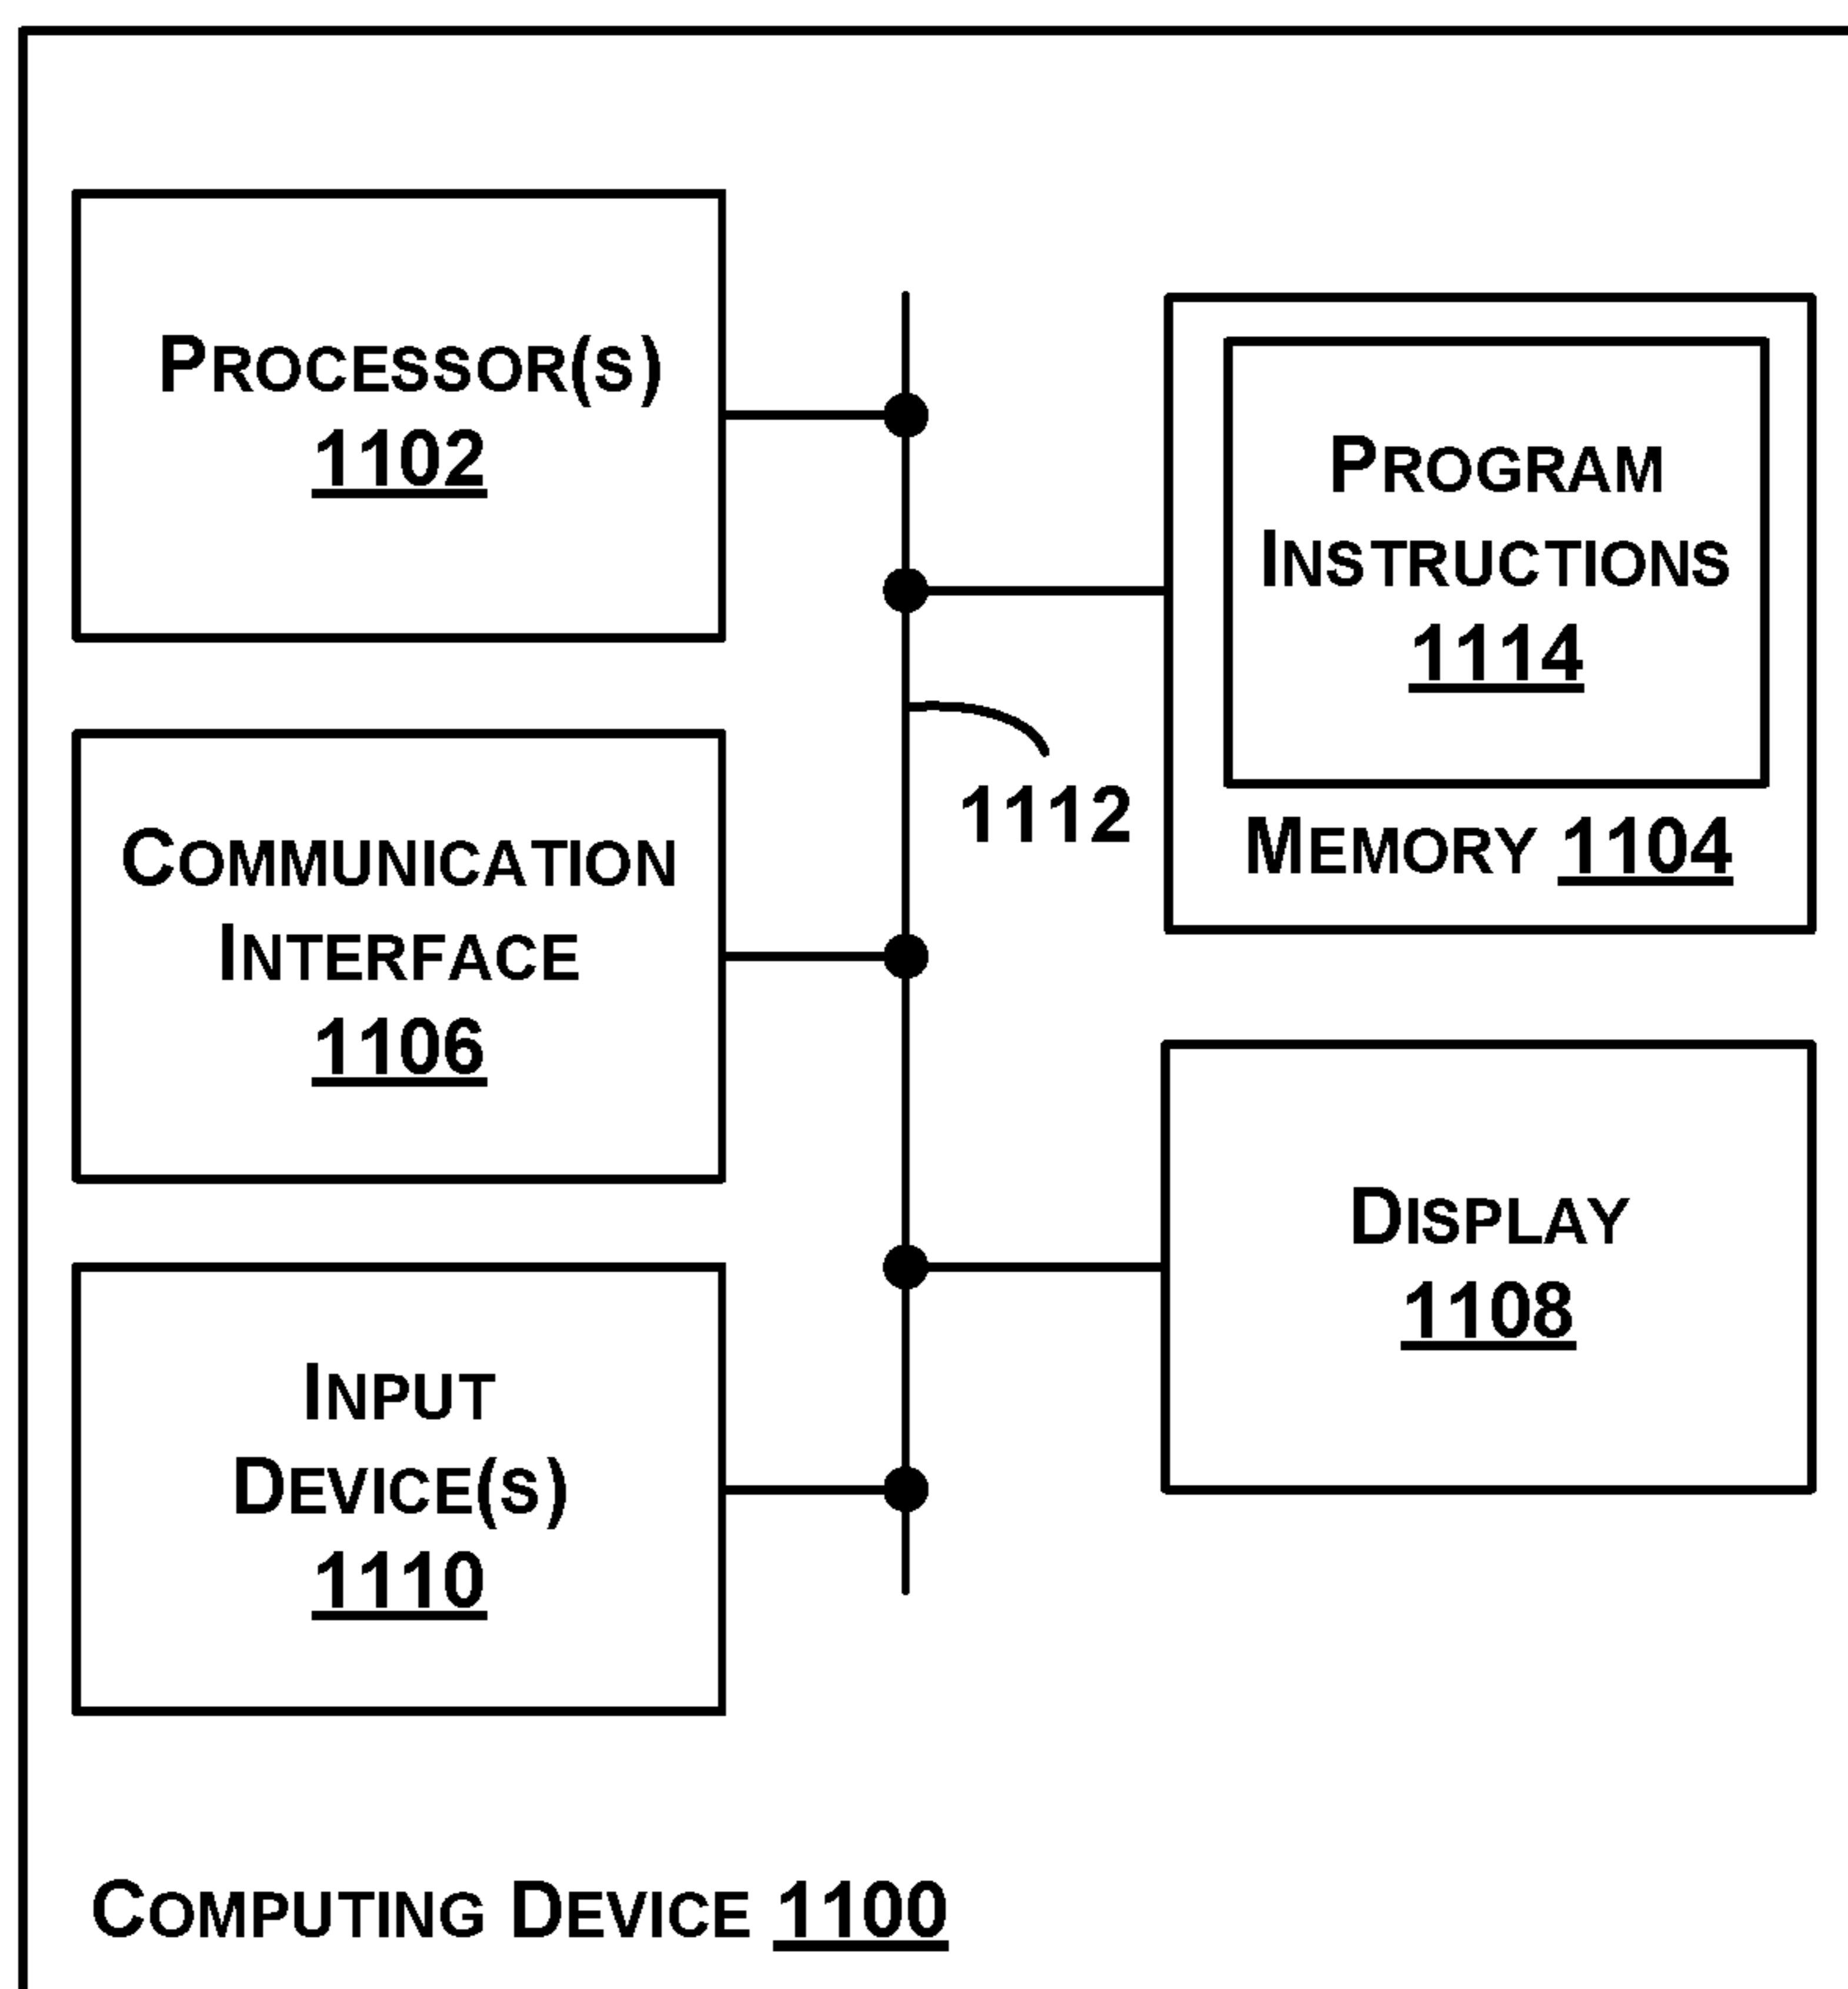 PROCESSOR(S)
1102
PROGRAM
INSTRUCTIONS
1114
MEMORY 1104
1112
COMMUNICATION
INTERFACE
1106
DISPLAY
1108
INPUT
DEVICE(S)
1110
COMPUTING DEVICE 1100